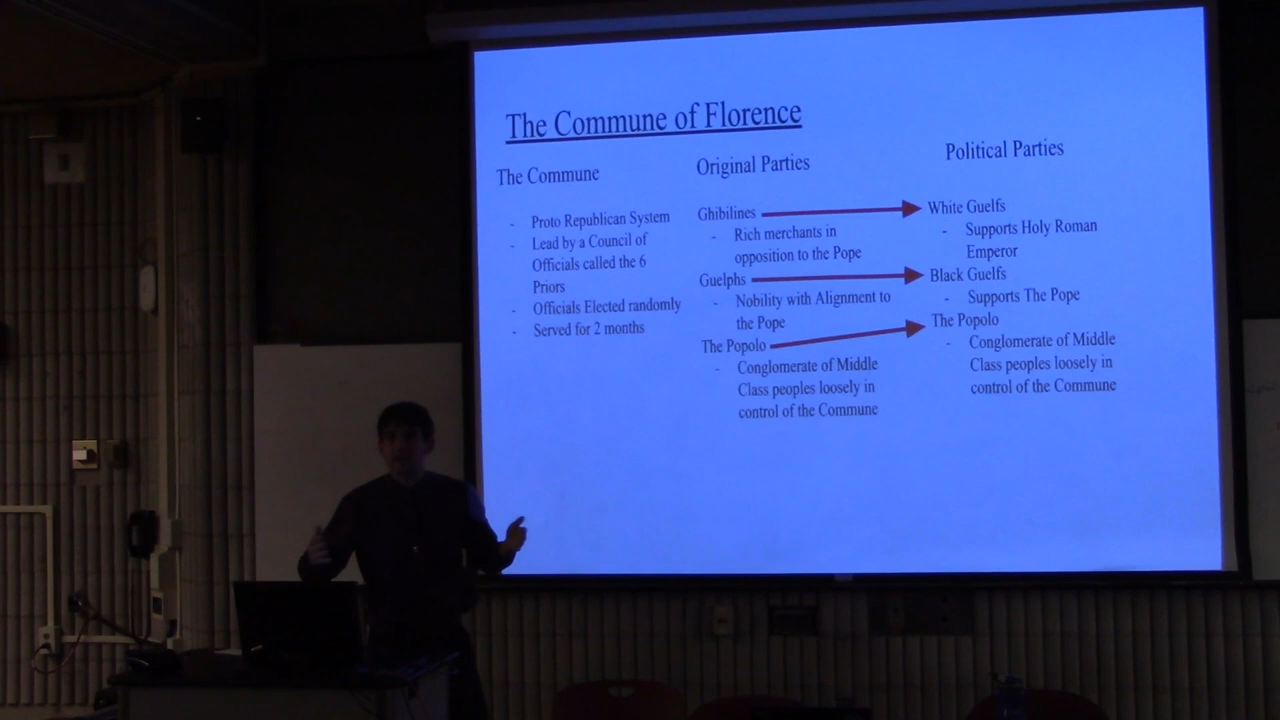 The Commune of Florence
The Commune
- Proto Republican System
- Lead by a Council of
Officials called the 6
Priors
- Officials Elected randomly
- Served for 2 months
Original Parties
Ghibilines
- Rich merchants in
opposition to the Pope
Guelphs
- Nobility with Alignment to
the Pope
The Popolo
- Conglomerate of Middle
Class peoples loosely in
control of the Commune
Political Parties
White Guelfs
- Supports Holy Roman
Emperor
Black Guelfs
- Supports The Pope
The Popolo
- Conglomerate of Middle
Class peoples loosely in
control of the Commune